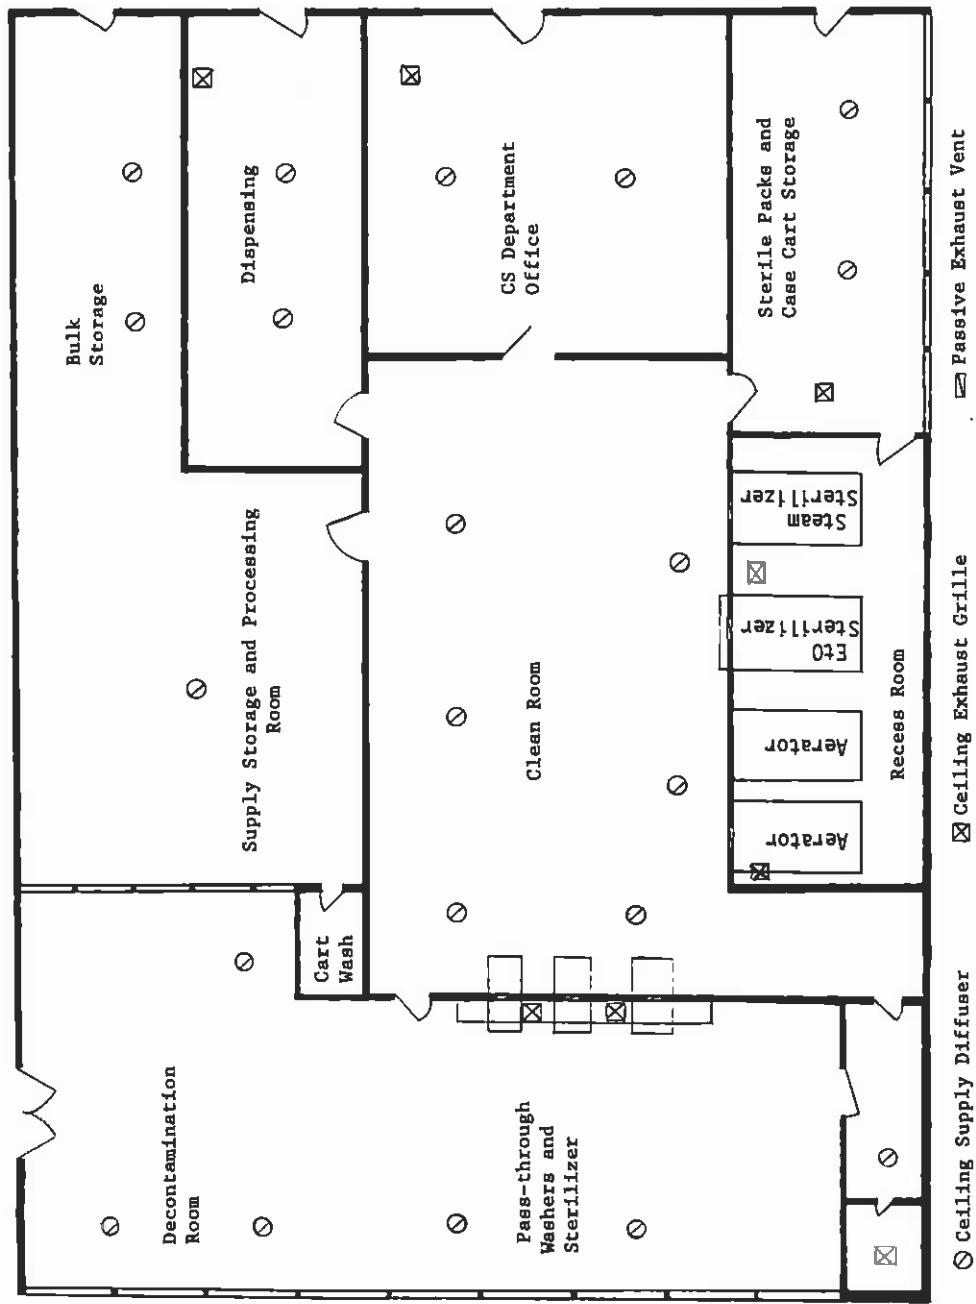 Bulk
Storage
Dispensing
CS Department
Office
Sterile Packs and
Case Cart Storage
Supply Storage and Processing
Room
Clean Room
Steam
Sterilizer
EtO
Sterilizer
Aerator
Aerator
Recess Room
Cart
Wash
Decontamination
Room
Pass-through
Washers and
Sterilizer
Ceiling Supply Diffuser
Ceiling Exhaust Grille
Passive Exhaust Vent